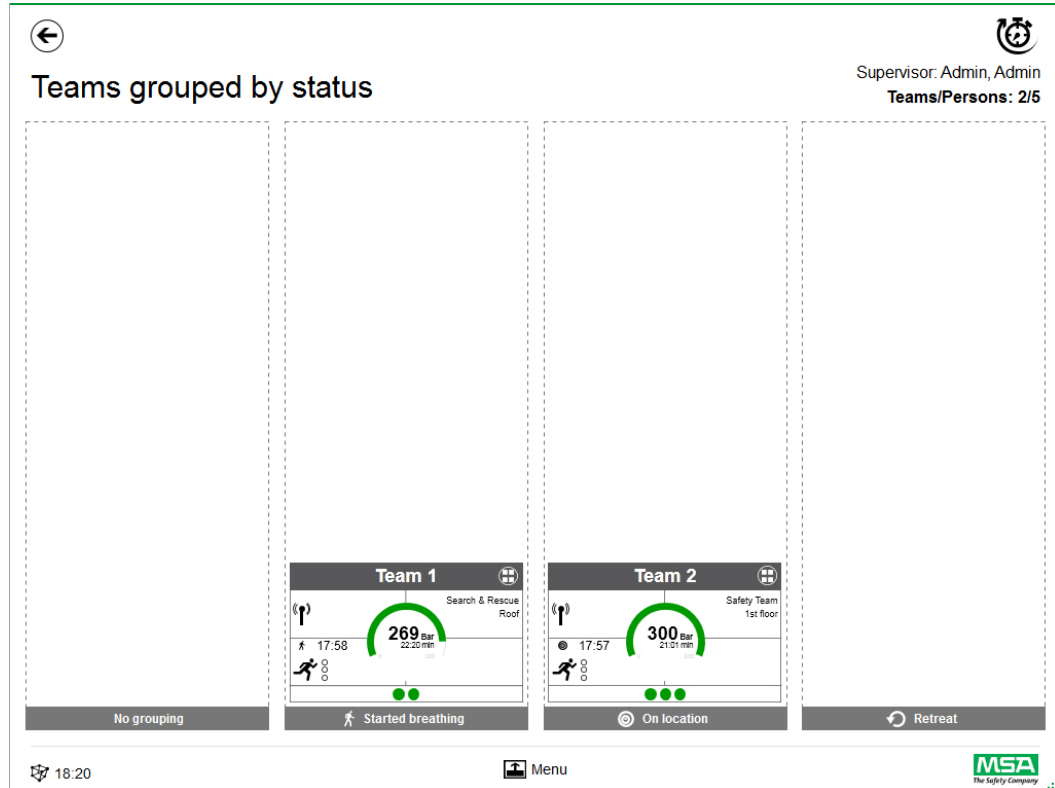 Teams grouped by status
Supervisor: Admin, Admin
Teams/Persons: 2/5
Team 1
Search & Rescue
Roof
269 Bar
22:20 min
17:58
Team 2
Safety Team
1st floor
300 Bar
21:01 min
17:57
No grouping
Started breathing
On location
Retreat
18:20
Menu
MSA
The Safety Company